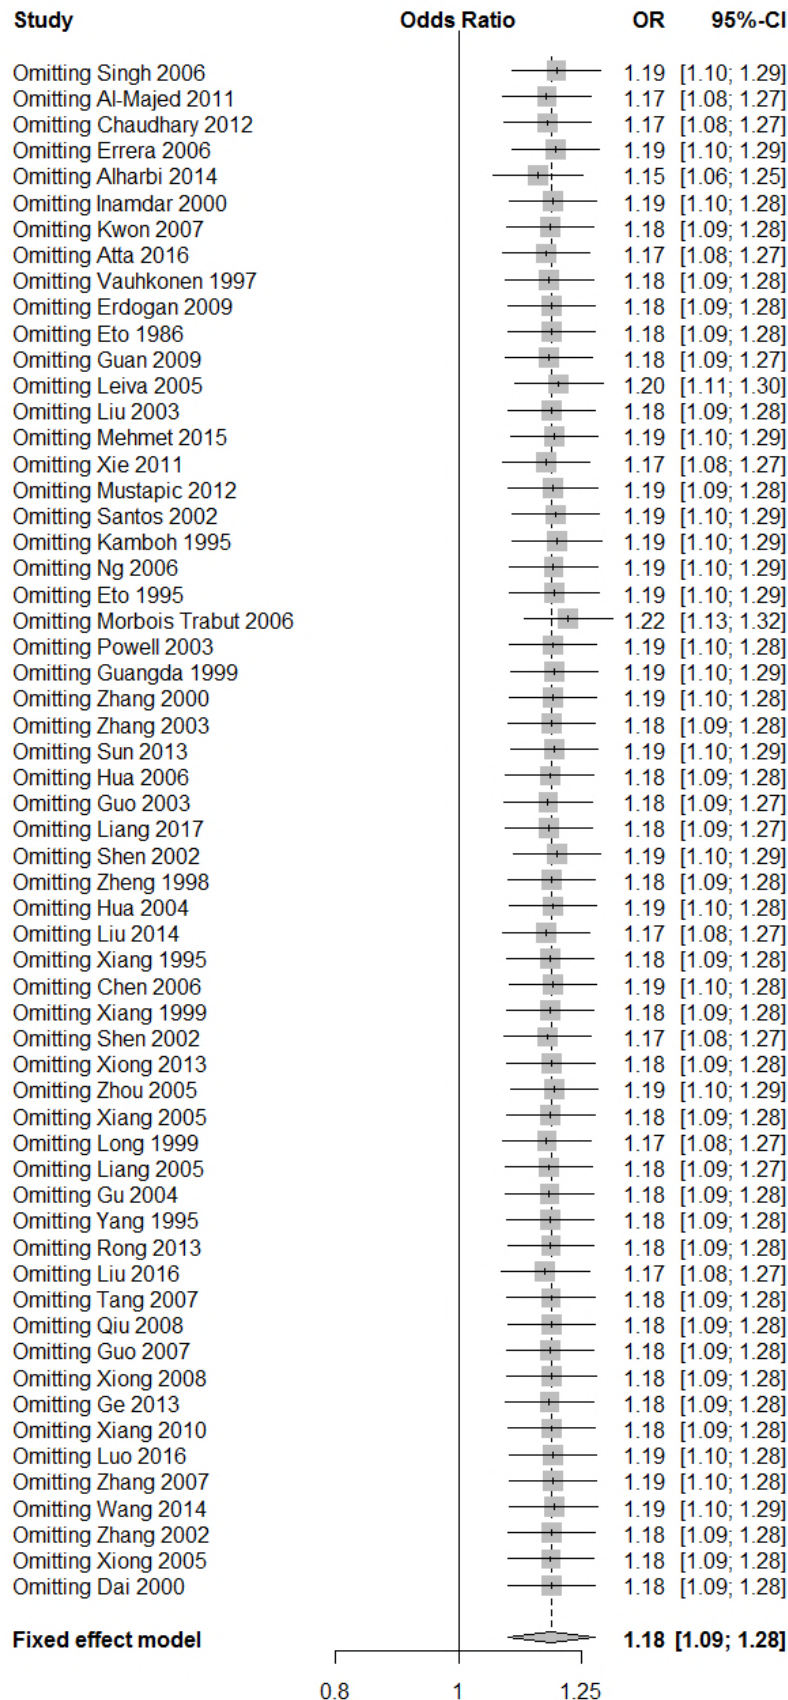 Study Odds Ratio OR 95%-CI
Omitting Singh 2006 1.19 [1.10; 1.29]
Omitting Al-Majed 2011 1.17 [1.08; 1.27]
Omitting Chaudhary 2012 1.17 [1.08; 1.27]
Omitting Errera 2006 1.19 [1.10; 1.29]
Omitting Alharbi 2014 1.15 [1.06; 1.25]
Omitting Inamdar 2000 1.19 [1.10; 1.28]
Omitting Kwon 2007 1.18 [1.09; 1.28]
Omitting Atta 2016 1.17 [1.08; 1.27]
Omitting Vauhkonen 1997 1.18 [1.09; 1.28]
Omitting Erdogan 2009 1.18 [1.09; 1.28]
Omitting Eto 1986 1.18 [1.09; 1.28]
Omitting Guan 2009 1.18 [1.09; 1.27]
Omitting Leiva 2005 1.20 [1.11; 1.30]
Omitting Liu 2003 1.18 [1.09; 1.28]
Omitting Mehmet 2015 1.19 [1.10; 1.29]
Omitting Xie 2011 1.17 [1.08; 1.27]
Omitting Mustapic 2012 1.19 [1.09; 1.28]
Omitting Santos 2002 1.19 [1.10; 1.29]
Omitting Kamboh 1995 1.19 [1.10; 1.29]
Omitting Ng 2006 1.19 [1.10; 1.29]
Omitting Eto 1995 1.19 [1.10; 1.29]
Omitting Morbois Trabut 2006 1.22 [1.13; 1.32]
Omitting Powell 2003 1.19 [1.10; 1.28]
Omitting Guangda 1999 1.19 [1.10; 1.29]
Omitting Zhang 2000 1.19 [1.10; 1.28]
Omitting Zhang 2003 1.18 [1.09; 1.28]
Omitting Sun 2013 1.19 [1.10; 1.29]
Omitting Hua 2006 1.18 [1.09; 1.28]
Omitting Guo 2003 1.18 [1.09; 1.27]
Omitting Liang 2017 1.18 [1.09; 1.27]
Omitting Shen 2002 1.19 [1.10; 1.29]
Omitting Zheng 1998 1.18 [1.09; 1.28]
Omitting Hua 2004 1.19 [1.10; 1.28]
Omitting Liu 2014 1.17 [1.08; 1.27]
Omitting Xiang 1995 1.18 [1.09; 1.28]
Omitting Chen 2006 1.19 [1.10; 1.28]
Omitting Xiang 1999 1.18 [1.09; 1.28]
Omitting Shen 2002 1.17 [1.08; 1.27]
Omitting Xiong 2013 1.18 [1.09; 1.28]
Omitting Zhou 2005 1.19 [1.10; 1.29]
Omitting Xiang 2005 1.18 [1.09; 1.28]
Omitting Long 1999 1.17 [1.08; 1.27]
Omitting Liang 2005 1.18 [1.09; 1.27]
Omitting Gu 2004 1.18 [1.09; 1.28]
Omitting Yang 1995 1.18 [1.09; 1.28]
Omitting Rong 2013 1.18 [1.09; 1.28]
Omitting Liu 2016 1.17 [1.08; 1.27]
Omitting Tang 2007 1.18 [1.09; 1.28]
Omitting Qiu 2008 1.18 [1.09; 1.28]
Omitting Guo 2007 1.18 [1.09; 1.28]
Omitting Xiong 2008 1.18 [1.09; 1.28]
Omitting Ge 2013 1.18 [1.09; 1.28]
Omitting Xiang 2010 1.18 [1.09; 1.28]
Omitting Luo 2016 1.19 [1.10; 1.28]
Omitting Zhang 2007 1.19 [1.10; 1.28]
Omitting Wang 2014 1.19 [1.10; 1.29]
Omitting Zhang 2002 1.18 [1.09; 1.28]
Omitting Xiong 2005 1.18 [1.09; 1.28]
Omitting Dai 2000 1.18 [1.09; 1.28]
Fixed effect model 1.18 [1.09; 1.28]
0.8 1 1.25